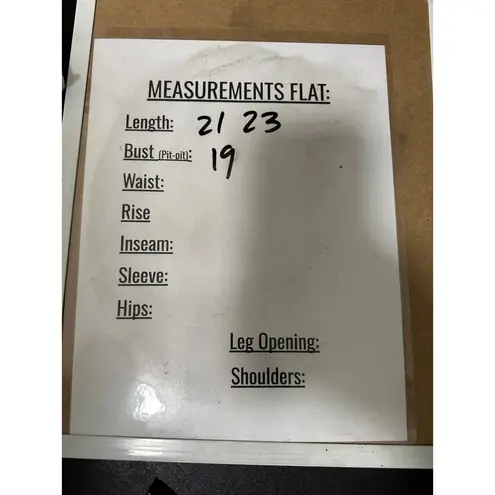 MEASUREMENTS FLAT:
Length: 21 23
Bust (Pit-pit): 19
Waist:
Rise
Inseam:
Sleeve:
Hips:
Leg Opening:
Shoulders: